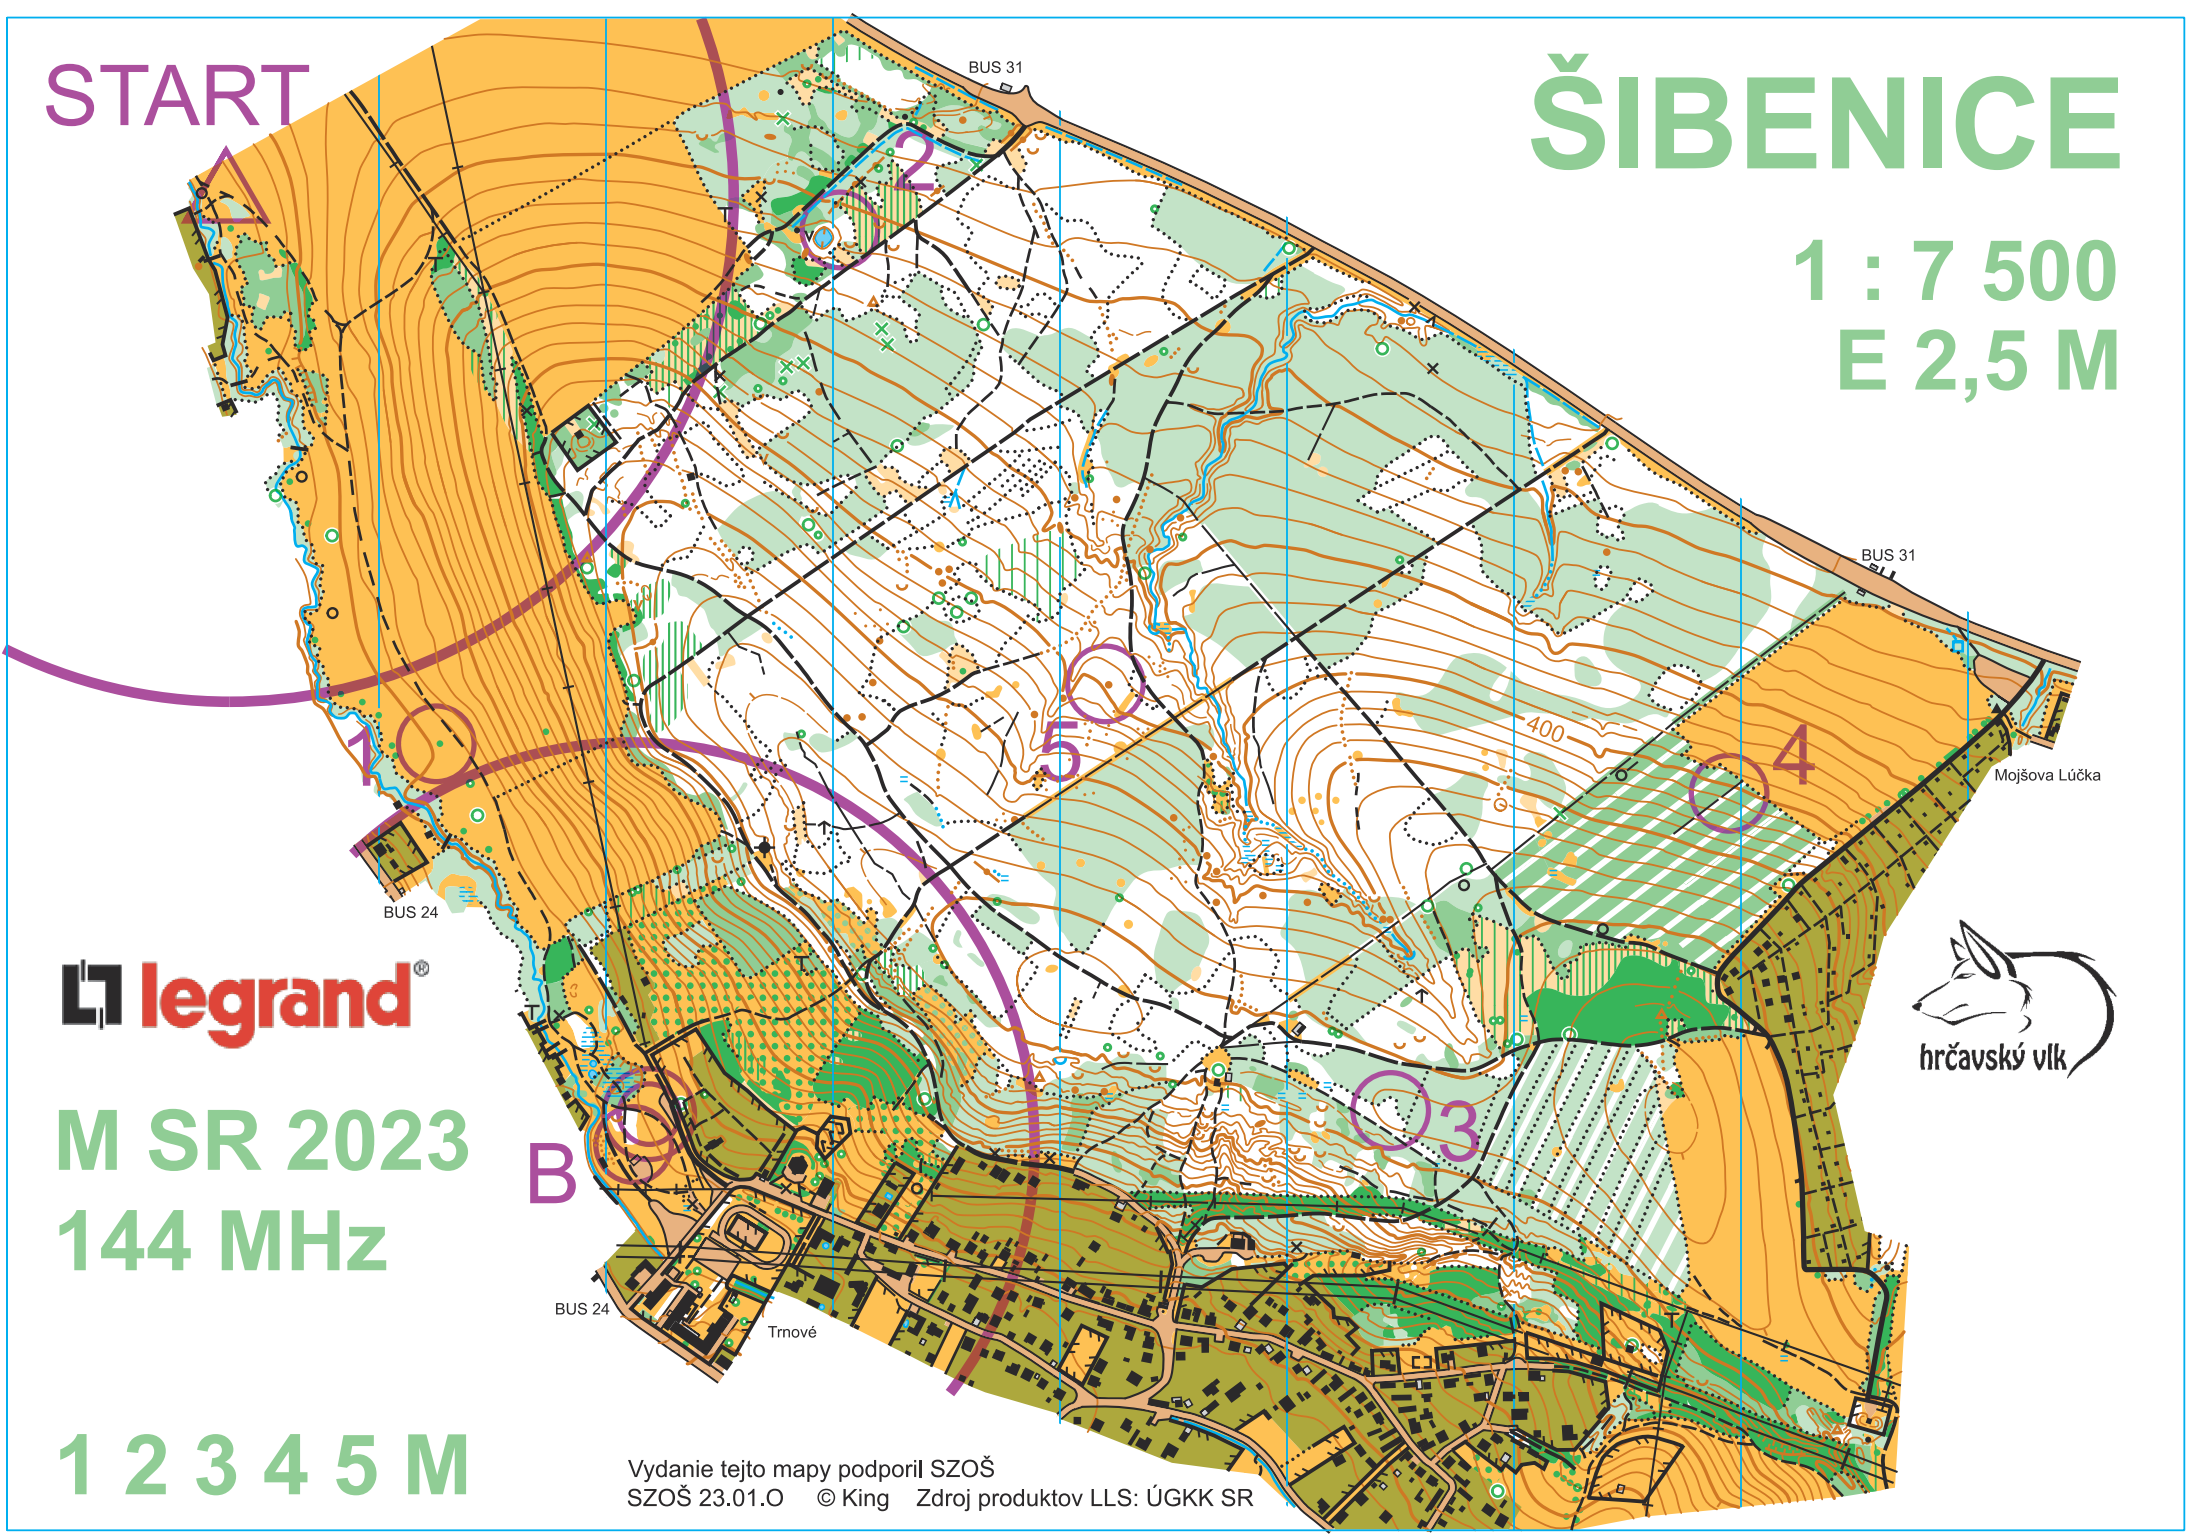 START
BUS 31
ŠIBENICE
1 : 7 500
E 2,5 M
2
BUS 31
400
5
4
1
Mojšova Lúčka
BUS 24
legrand®
hrčavský vlk
M SR 2023
3
B
144 MHz
BUS 24
Trnové
1 2 3 4 5 M
Vydanie tejto mapy podporil SZOŠ
SZOŠ 23.01.O © King Zdroj produktov LLS: ÚGKK SR